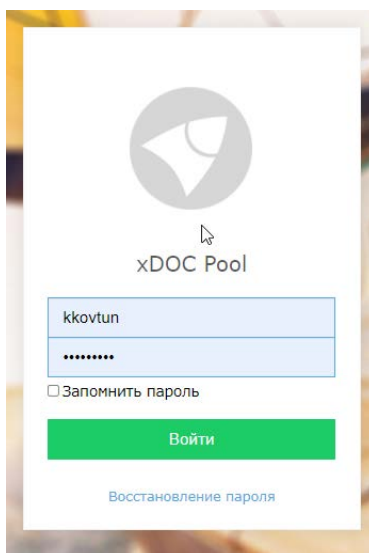 xDOC Pool
kkovtun
•••••••••
Запомнить пароль
Войти
Восстановление пароля